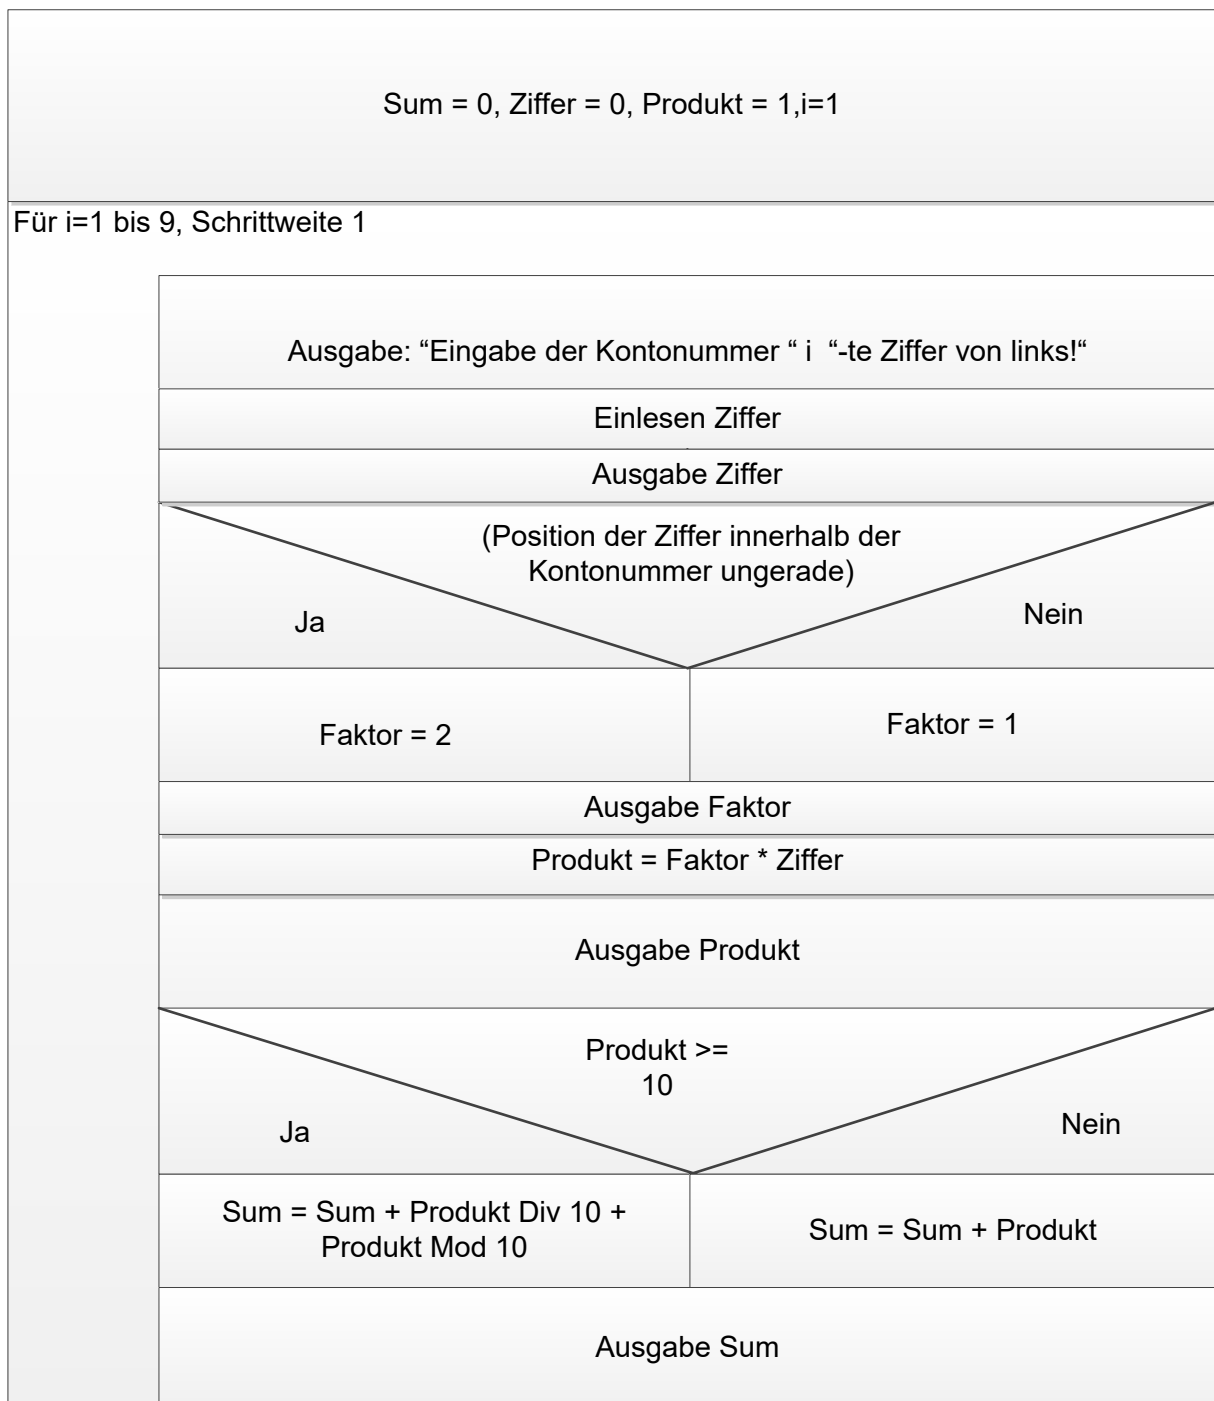 Sum = 0, Ziffer = 0, Produkt = 1,i=1
Für i=1 bis 9, Schrittweite 1
Ausgabe: “Eingabe der Kontonummer “ i “-te Ziffer von links!“
Einlesen Ziffer
Ausgabe Ziffer
(Position der Ziffer innerhalb der
Kontonummer ungerade)
Ja
Nein
Faktor = 2
Faktor = 1
Ausgabe Faktor
Produkt = Faktor * Ziffer
Ausgabe Produkt
Produkt >=
10
Ja
Nein
Sum = Sum + Produkt Div 10 +
Produkt Mod 10
Sum = Sum + Produkt
Ausgabe Sum